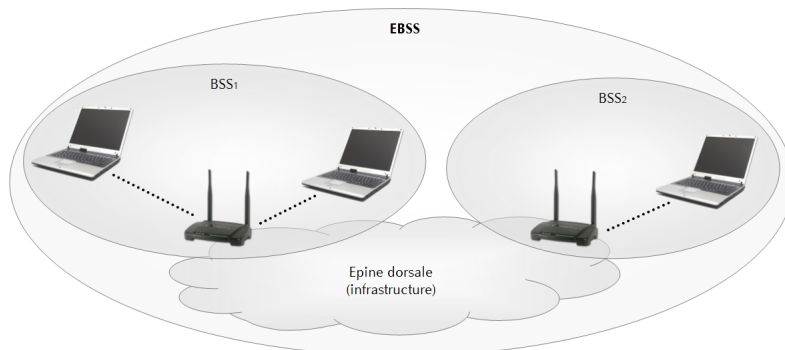 EBSS
BSS1
BSS2
Epine dorsale
(infrastructure)